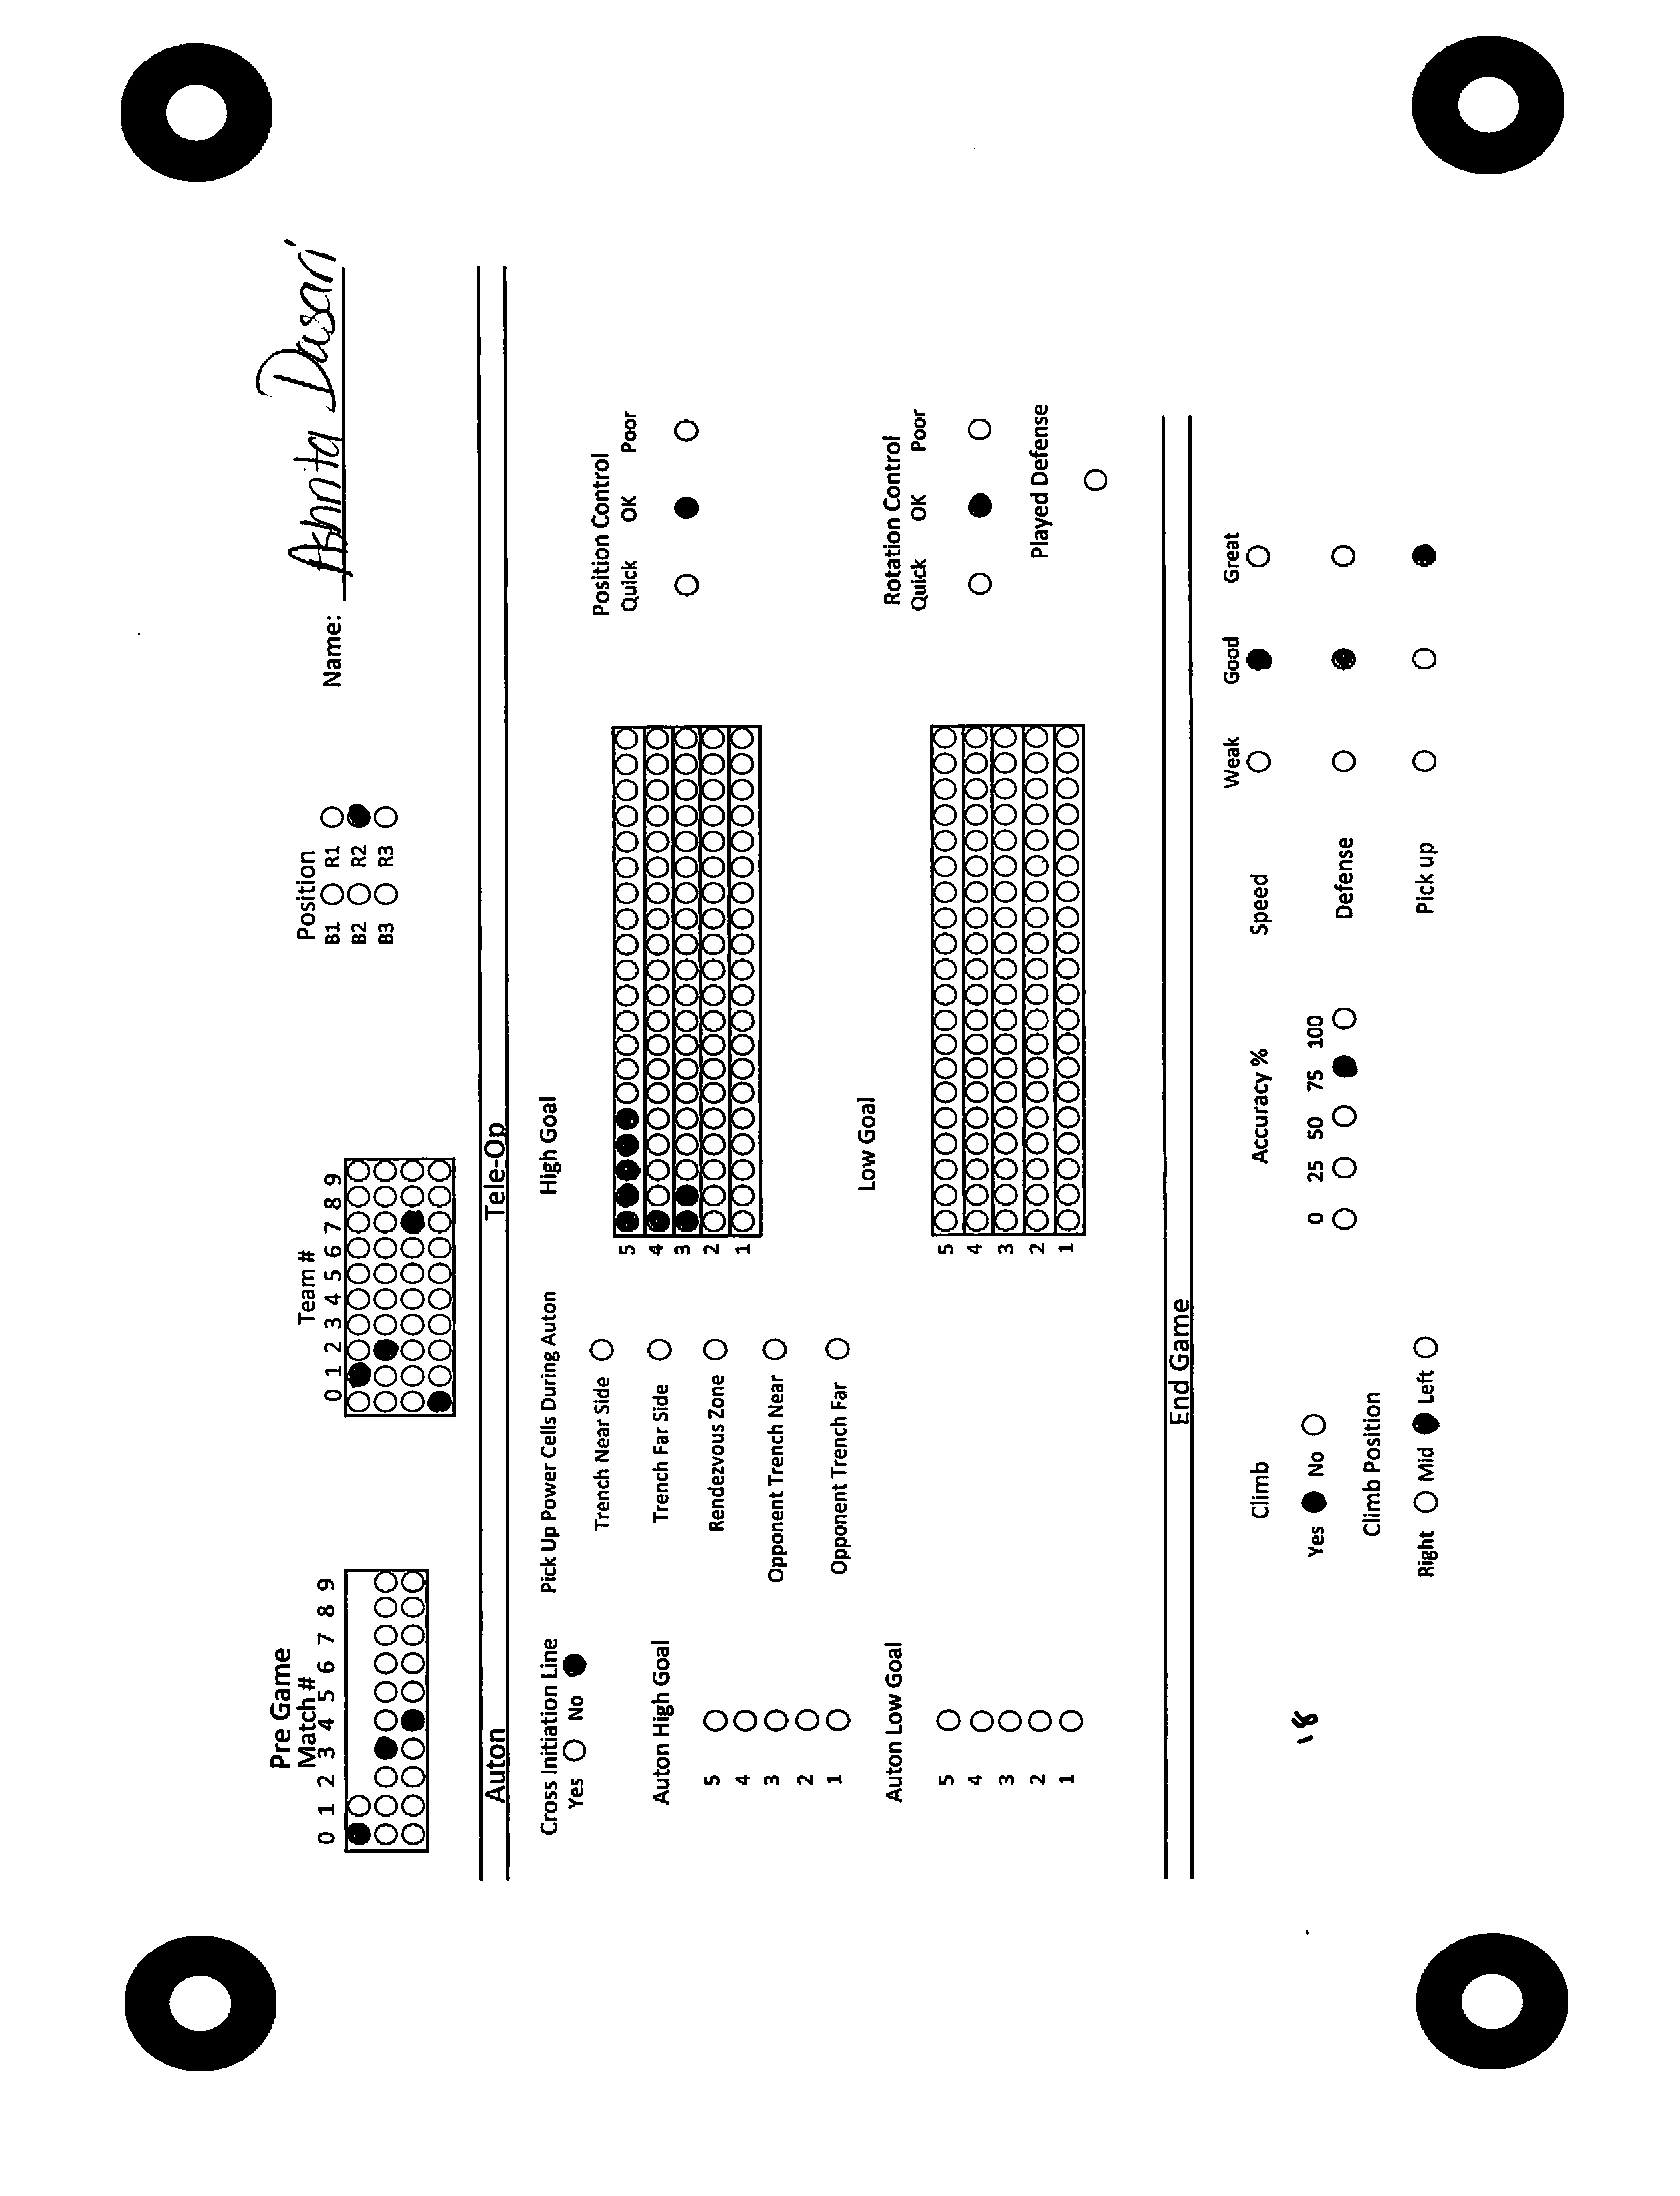 Pre Game
Match #
0 1 2 3 4 5 6 7 8 9
Team #
0 1 2 3 4 5 6 7 8 9
Position
B1 R1
B2 R2
B3 R3
Name: Ashrita Dasari
Auton
Tele-Op
Cross Initiation Line
Yes No
Auton High Goal
5
4
3
2
1
Auton Low Goal
5
4
3
2
1
Pick Up Power Cells During Auton
Trench Near Side
Trench Far Side
Rendezvous Zone
Opponent Trench Near
Opponent Trench Far
High Goal
5
4
3
2
1
Low Goal
5
4
3
2
1
Position Control
Quick OK Poor
Rotation Control
Quick OK Poor
Played Defense
End Game
18
Climb
Yes No
Climb Position
Right Mid Left
Accuracy %
0 25 50 75 100
Weak Good Great
Speed
Defense
Pick up